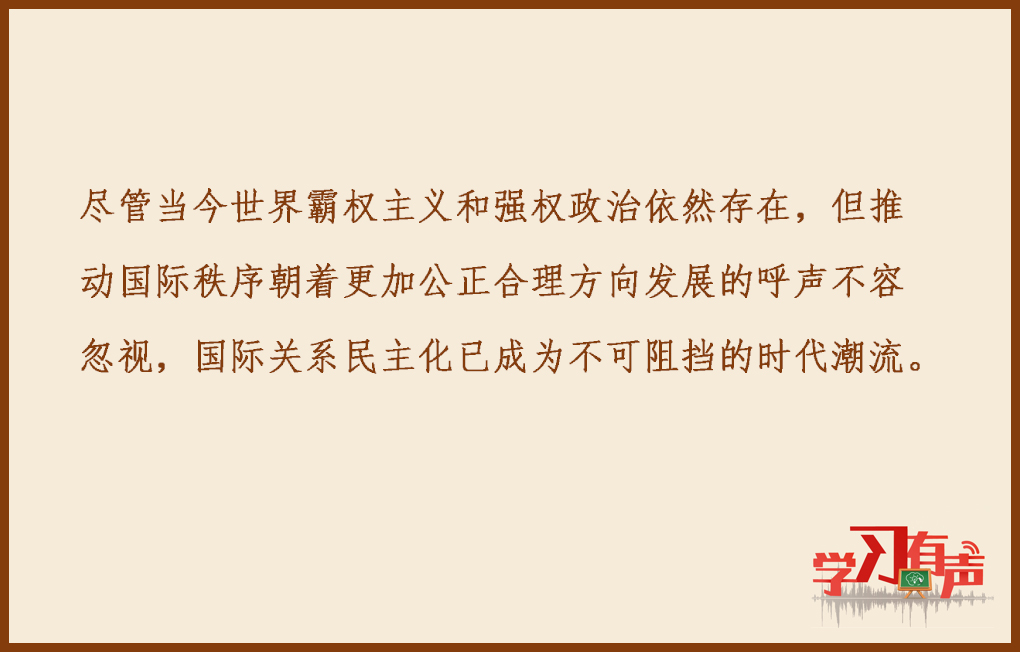 尽管当今世界霸权主义和强权政治依然存在，但推
动国际秩序朝着更加公正合理方向发展的呼声不容
忽视，国际关系民主化已成为不可阻挡的时代潮流。
学习有声